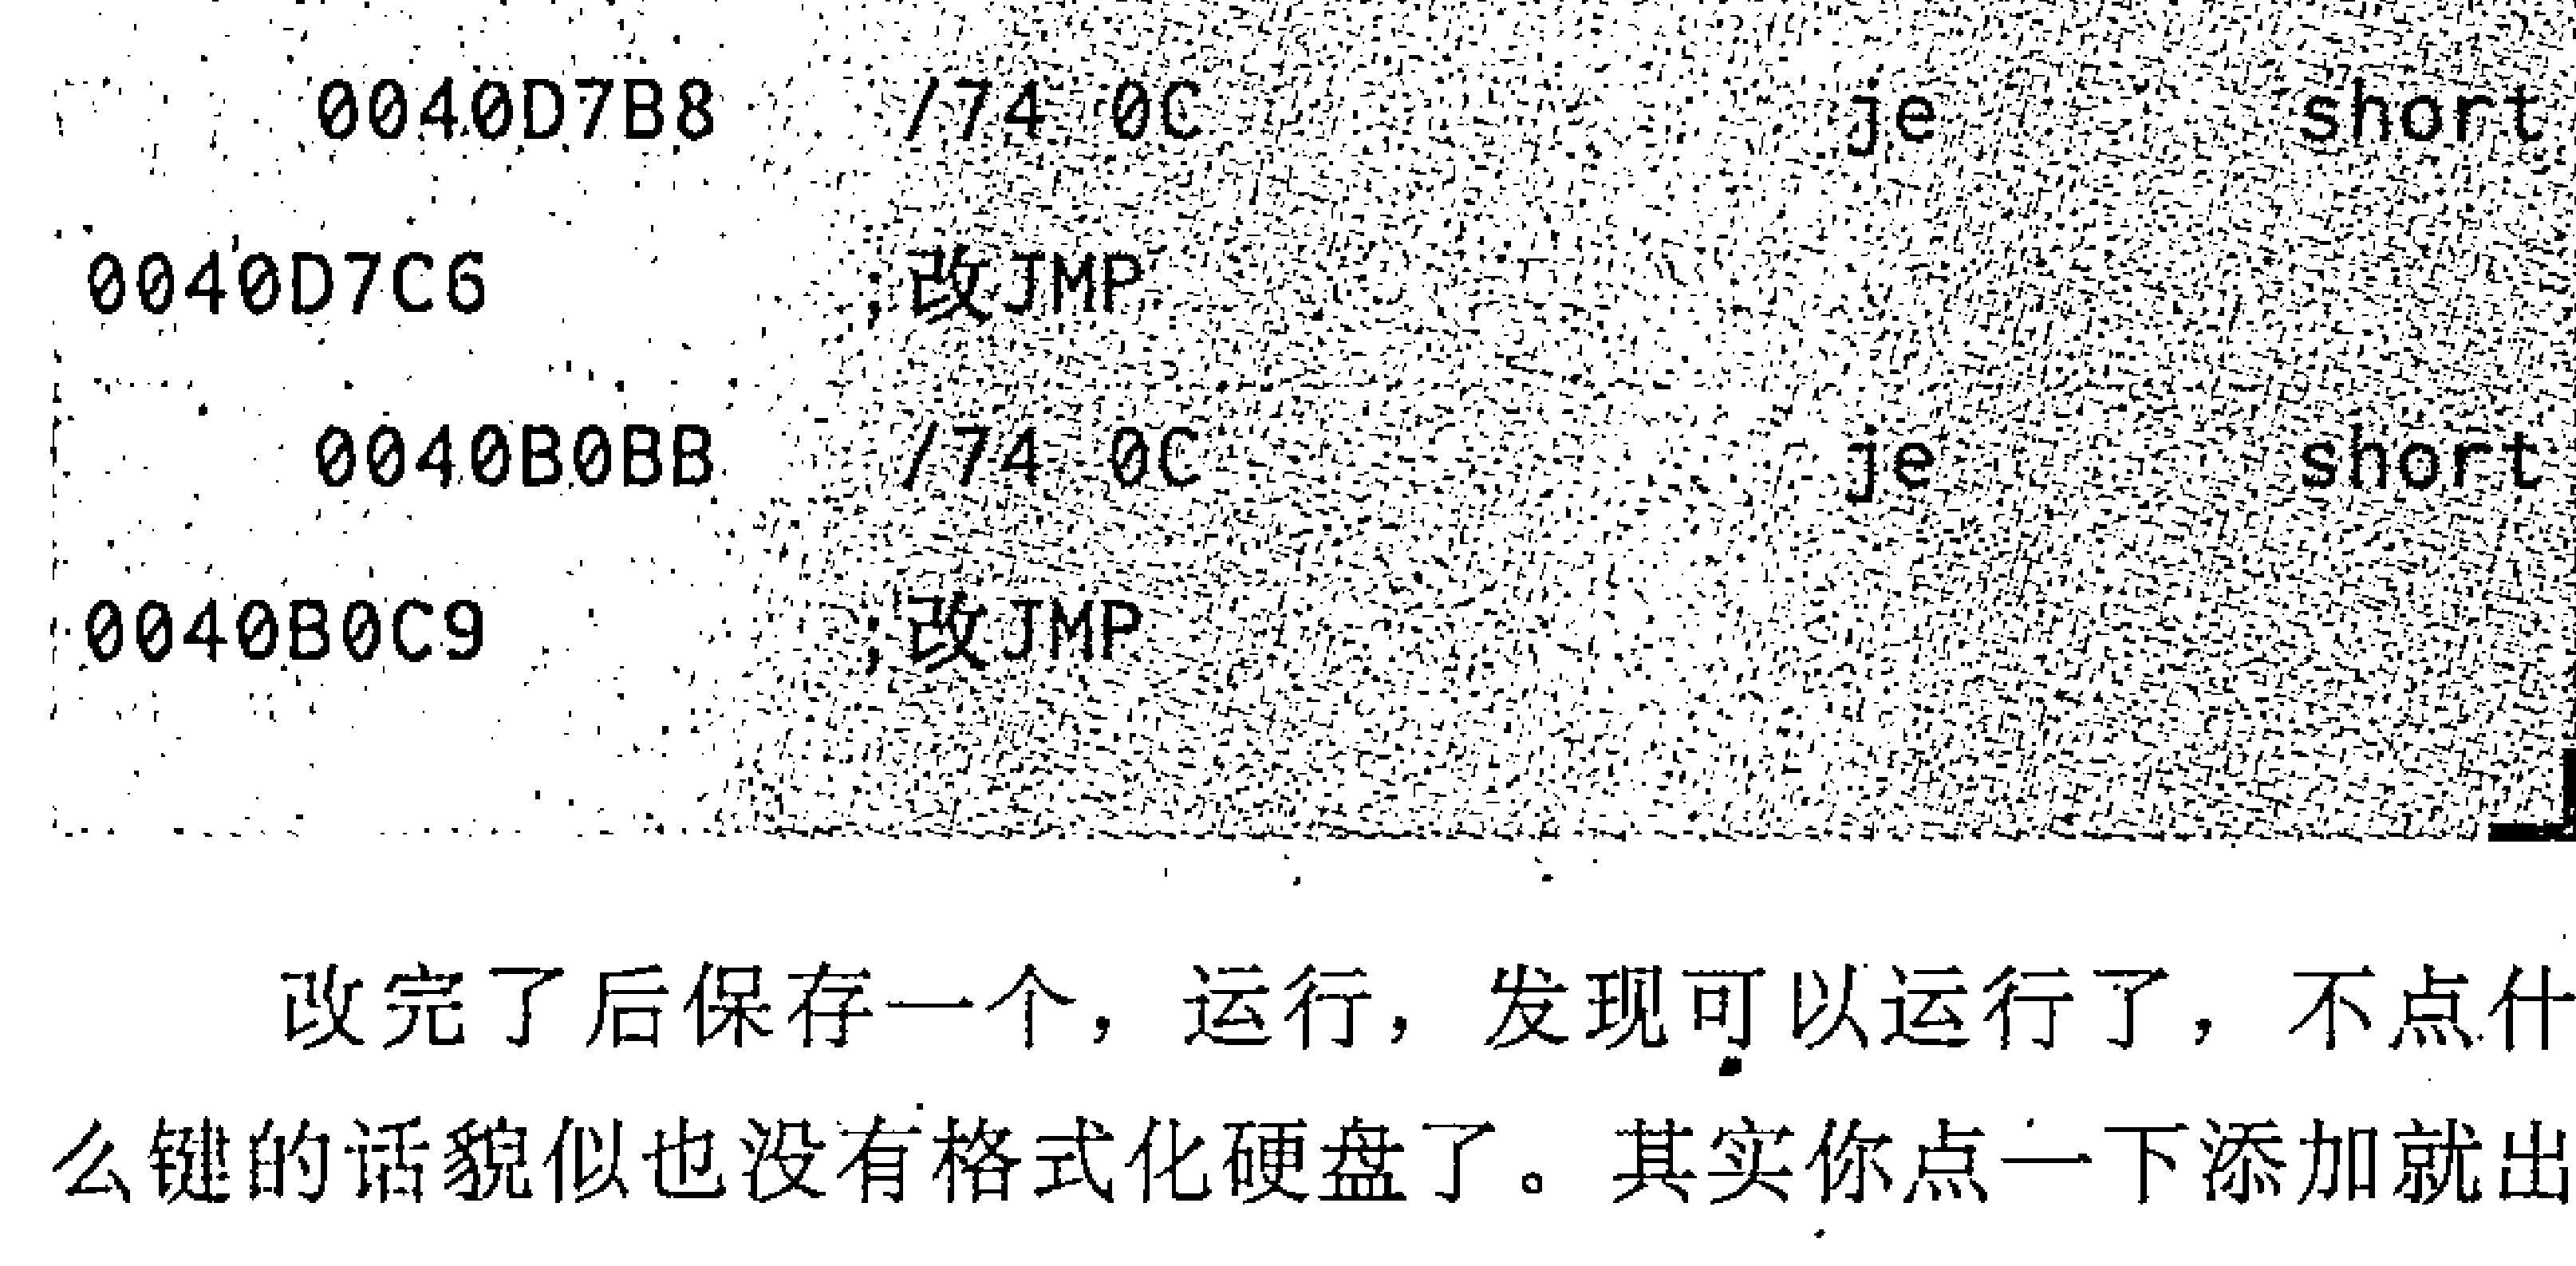 0040D7B8 /74 0C je short
0040D7C6 ;改JMP
0040B0BB /74 0C je short
0040B0C9 ;改JMP
改完了后保存一个，运行，发现可以运行了，不点什
么键的话貌似也没有格式化硬盘了。其实你点一下添加就出